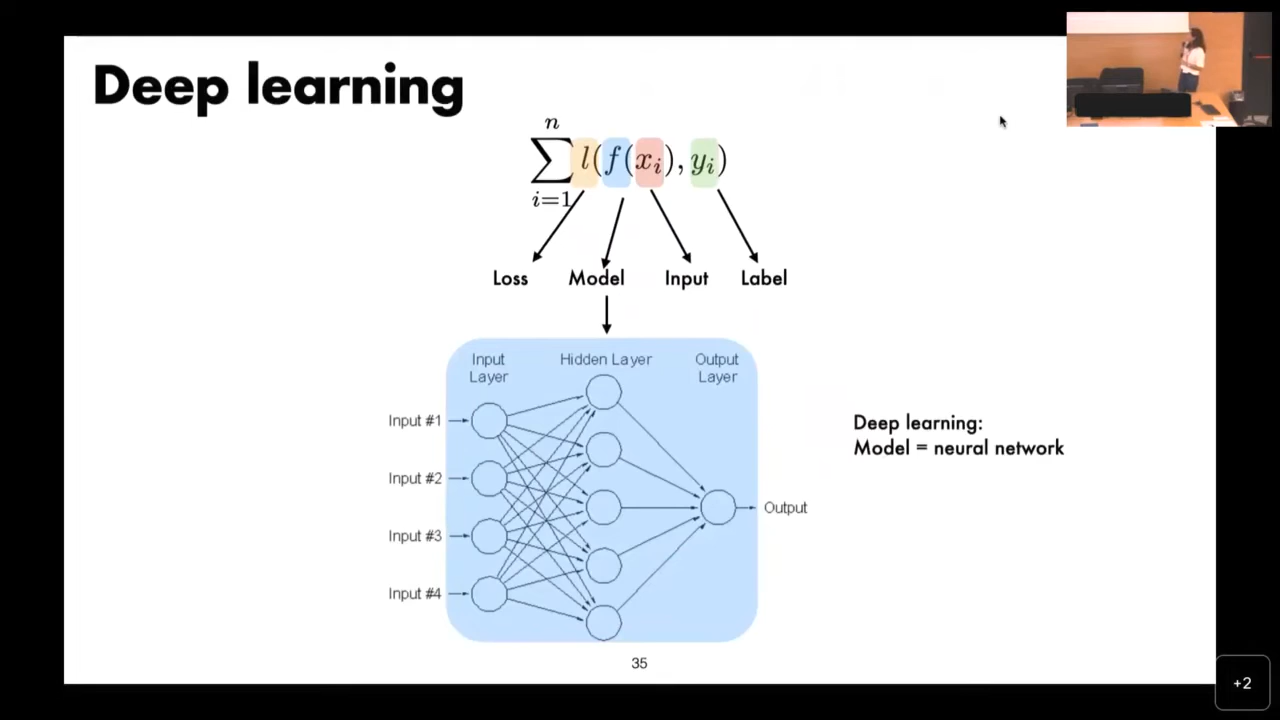 Deep learning
n
∑ l(f(x_i), y_i)
i=1
Loss Model Input Label
Input Layer
Hidden Layer
Output Layer
Input #1
Input #2
Input #3
Input #4
Output
Deep learning:
Model = neural network
35
+2